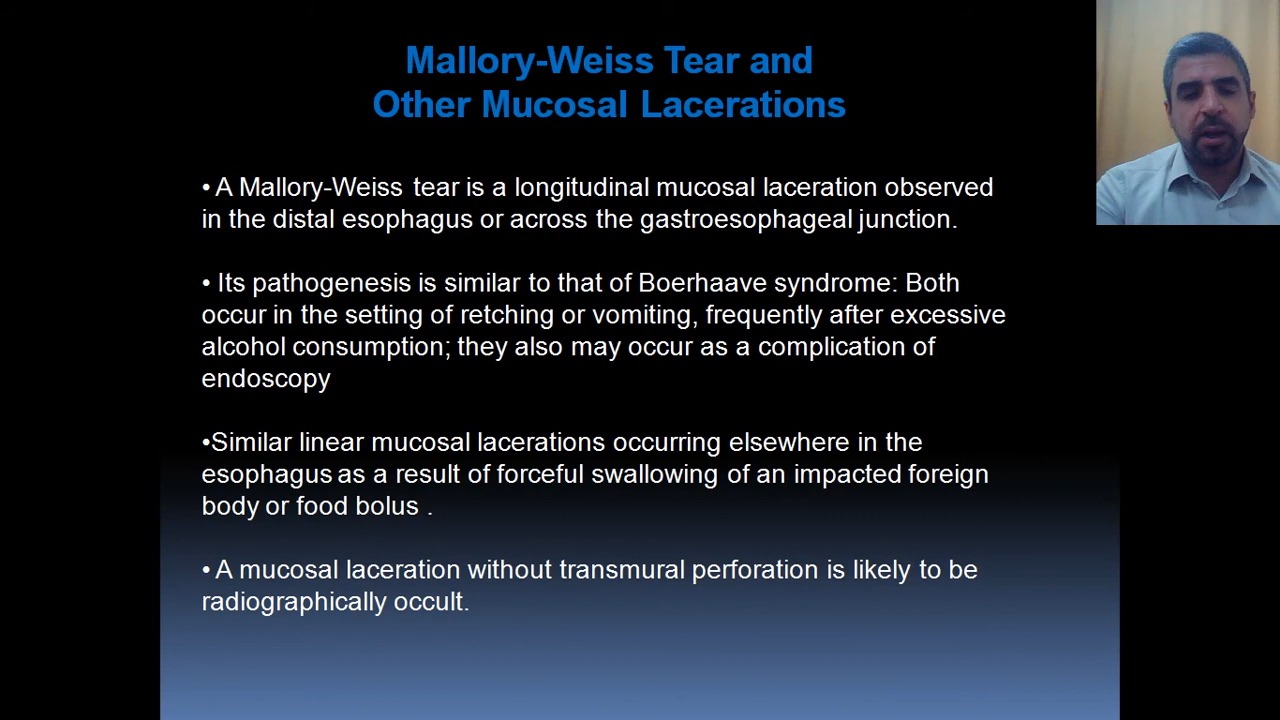 Mallory-Weiss Tear and
Other Mucosal Lacerations
• A Mallory-Weiss tear is a longitudinal mucosal laceration observed
in the distal esophagus or across the gastroesophageal junction.
• Its pathogenesis is similar to that of Boerhaave syndrome: Both
occur in the setting of retching or vomiting, frequently after excessive
alcohol consumption; they also may occur as a complication of
endoscopy
•Similar linear mucosal lacerations occurring elsewhere in the
esophagus as a result of forceful swallowing of an impacted foreign
body or food bolus .
• A mucosal laceration without transmural perforation is likely to be
radiographically occult.